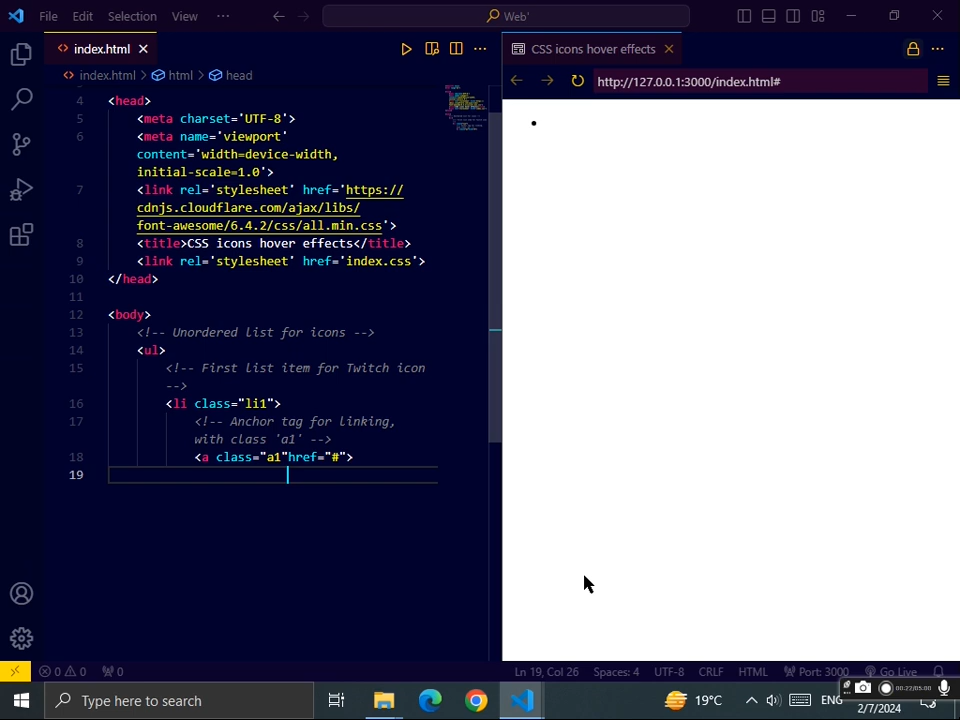 File Edit Selection View ··· Web'
index.html
CSS icons hover effects
index.html > html > head
http://127.0.0.1:3000/index.html#
4 <head>
5 <meta charset='UTF-8'>
6 <meta name='viewport'
content='width=device-width,
initial-scale=1.0'>
7 <link rel='stylesheet' href='https://
cdnjs.cloudflare.com/ajax/libs/
font-awesome/6.4.2/css/all.min.css'>
8 <title>CSS icons hover effects</title>
9 <link rel='stylesheet' href='index.css'>
10 </head>
11
12 <body>
13 <!-- Unordered list for icons -->
14 <ul>
15 <!-- First list item for Twitch icon
-->
16 <li class="li1">
17 <!-- Anchor tag for linking,
with class 'a1' -->
18 <a class="a1"href="#">
19
0 0 0 Ln 19, Col 26 Spaces: 4 UTF-8 CRLF HTML Port: 3000 Go Live
Type here to search
19°C
ENG
00:22/05:00
2/7/2024